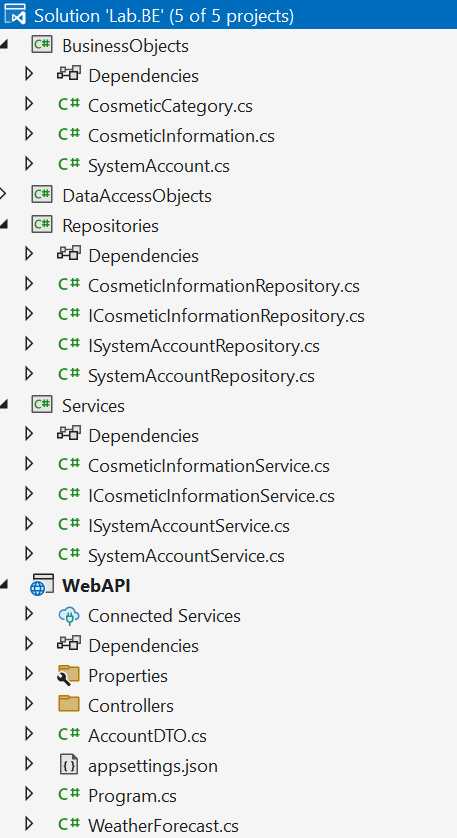 Solution 'Lab.BE' (5 of 5 projects)
C# BusinessObjects
Dependencies
C# CosmeticCategory.cs
C# CosmeticInformation.cs
C# SystemAccount.cs
C# DataAccessObjects
C# Repositories
Dependencies
C# CosmeticInformationRepository.cs
C# ICosmeticInformationRepository.cs
C# ISystemAccountRepository.cs
C# SystemAccountRepository.cs
C# Services
Dependencies
C# CosmeticInformationService.cs
C# ICosmeticInformationService.cs
C# ISystemAccountService.cs
C# SystemAccountService.cs
WebAPI
Connected Services
Dependencies
Properties
Controllers
C# AccountDTO.cs
appsettings.json
C# Program.cs
C# WeatherForecast.cs